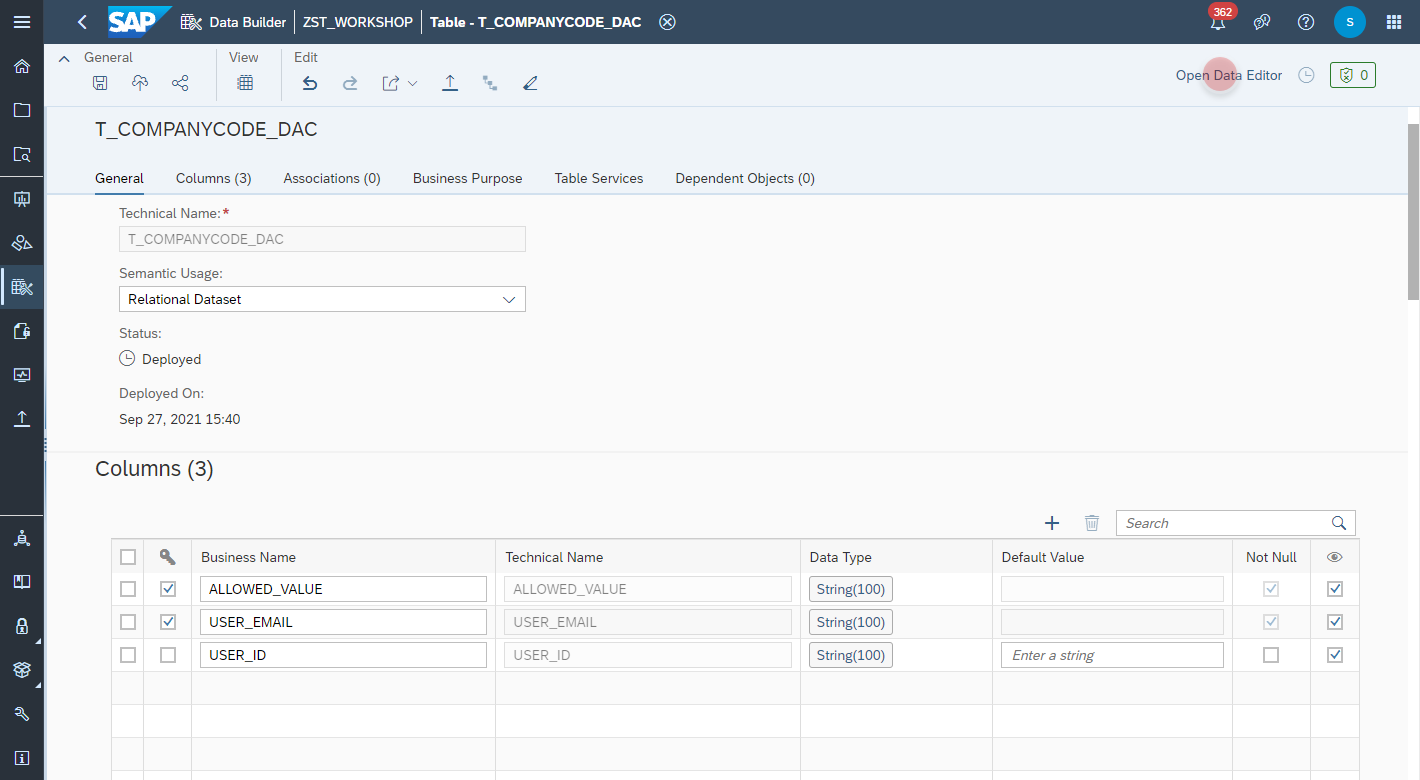 SAP Data Builder ZST_WORKSHOP Table - T_COMPANYCODE_DAC 362 S
General View Edit
Open Data Editor 0
T_COMPANYCODE_DAC
General Columns (3) Associations (0) Business Purpose Table Services Dependent Objects (0)
Technical Name:*
T_COMPANYCODE_DAC
Semantic Usage:
Relational Dataset
Status:
Deployed
Deployed On:
Sep 27, 2021 15:40
Columns (3)
Search
Business Name Technical Name Data Type Default Value Not Null
ALLOWED_VALUE ALLOWED_VALUE String(100)
USER_EMAIL USER_EMAIL String(100)
USER_ID USER_ID String(100) Enter a string